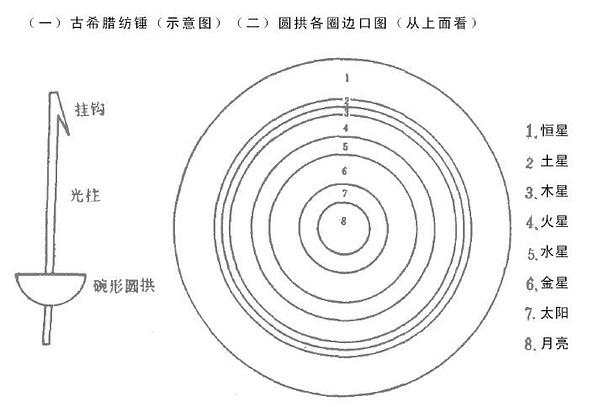 （一）古希腊纺锤（示意图）（二）圆拱各圈边口图（从上面看）
挂钩
光柱
碗形圆拱
1
2
3
4
5
6
7
8
1.恒星
2 土星
3.木星
4.火星
5.水星
6.金星
7.太阳
8.月亮